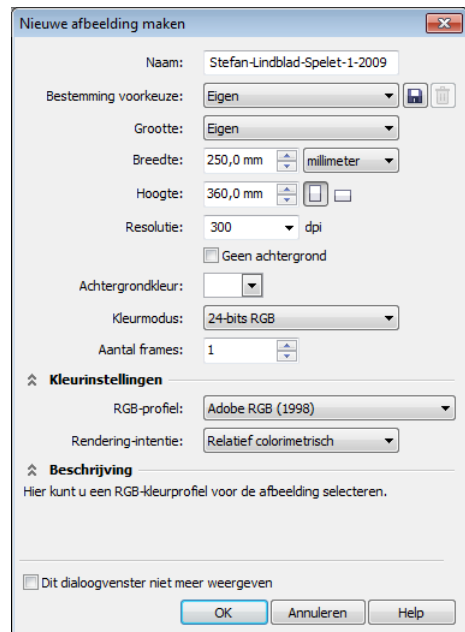 Nieuwe afbeelding maken
Naam: Stefan-Lindblad-Spelet-1-2009
Bestemming voorkeuze: Eigen
Grootte: Eigen
Breedte: 250,0 mm millimeter
Hoogte: 360,0 mm
Resolutie: 300 dpi
Geen achtergrond
Achtergrondkleur:
Kleurmodus: 24-bits RGB
Aantal frames: 1
Kleurinstellingen
RGB-profiel: Adobe RGB (1998)
Rendering-intentie: Relatief colorimetrisch
Beschrijving
Hier kunt u een RGB-kleurprofiel voor de afbeelding selecteren.
Dit dialoogvenster niet meer weergeven
OK Annuleren Help